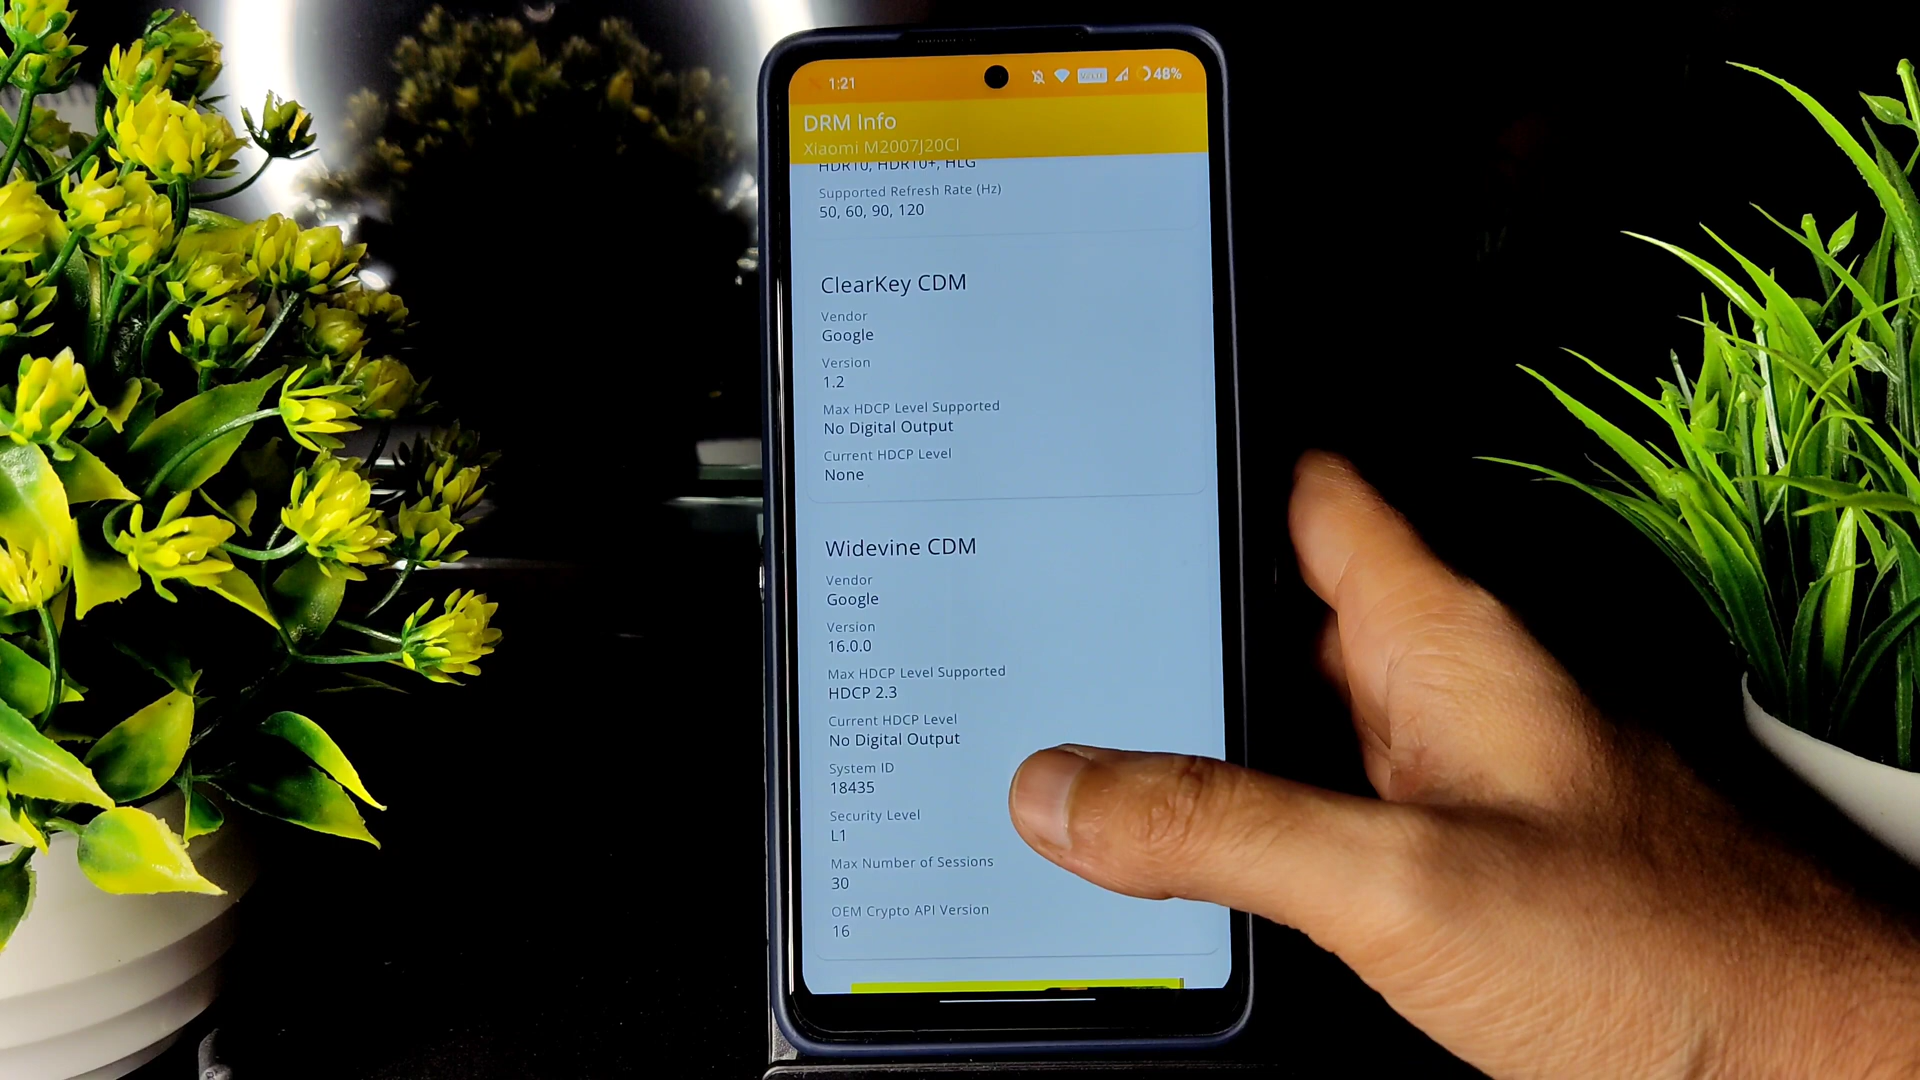 1:21
48%
DRM Info
Xiaomi M2007J20CI
HDR10, HDR10+, HLG
Supported Refresh Rate (Hz)
50, 60, 90, 120
ClearKey CDM
Vendor
Google
Version
1.2
Max HDCP Level Supported
No Digital Output
Current HDCP Level
None
Widevine CDM
Vendor
Google
Version
16.0.0
Max HDCP Level Supported
HDCP 2.3
Current HDCP Level
No Digital Output
System ID
18435
Security Level
L1
Max Number of Sessions
30
OEM Crypto API Version
16